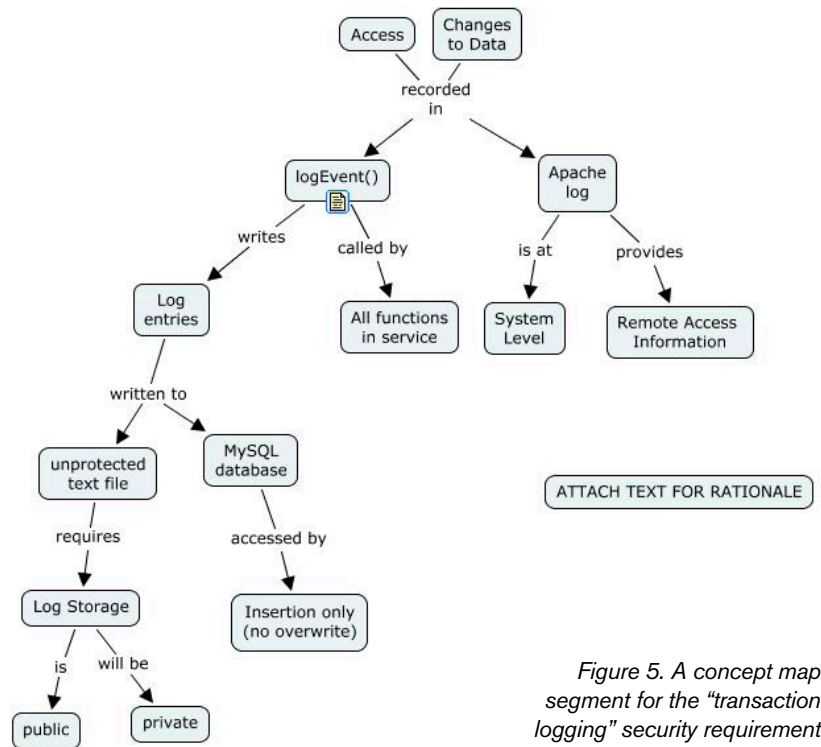 Access
Changes
to Data
recorded
in
logEvent()
Apache
log
writes
called by
is at
provides
Log
entries
All functions
in service
System
Level
Remote Access
Information
written to
unprotected
text file
MySQL
database
ATTACH TEXT FOR RATIONALE
requires
accessed by
Log Storage
Insertion only
(no overwrite)
is
will be
public
private
Figure 5. A concept map
segment for the “transaction
logging” security requirement